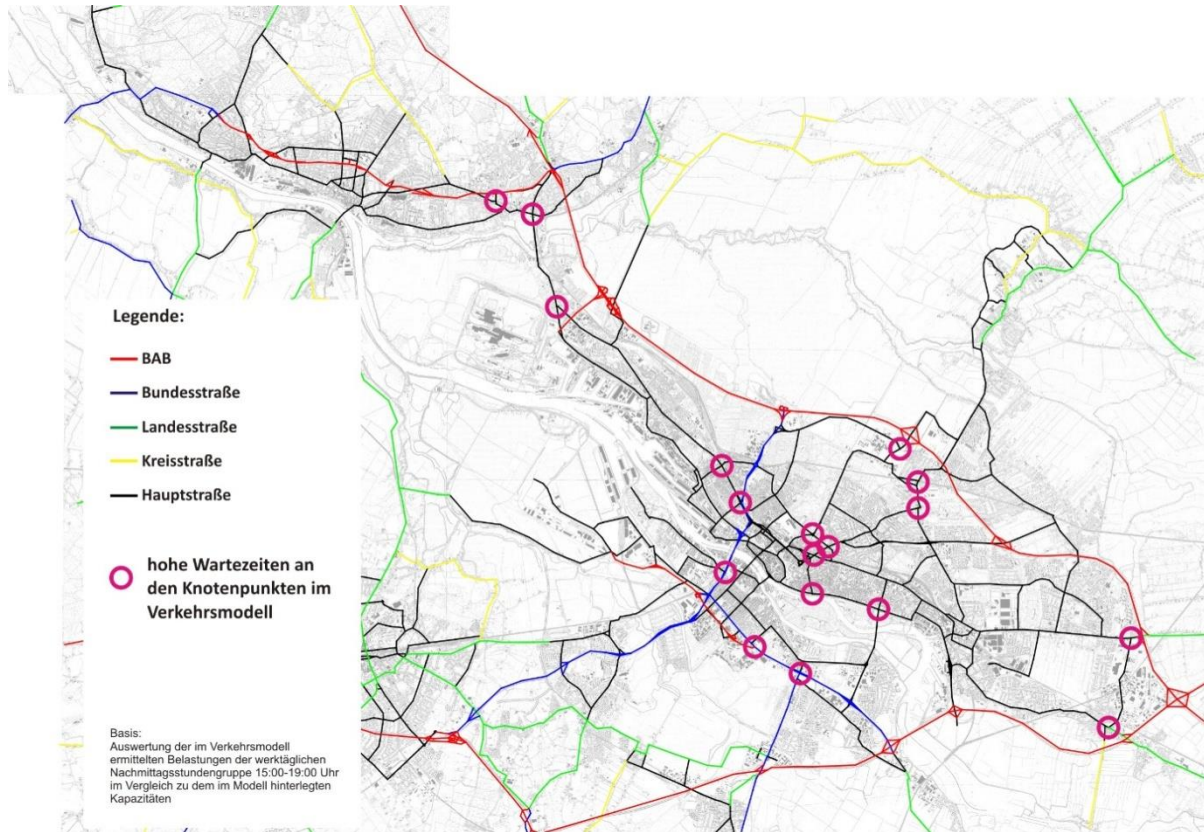 Legende:
BAB
Bundesstraße
Landesstraße
Kreisstraße
Hauptstraße
hohe Wartezeiten an
den Knotenpunkten im
Verkehrsmodell
Basis:
Auswertung der im Verkehrsmodell
ermittelten Belastungen der werktäglichen
Nachmittagsstundengruppe 15:00-19:00 Uhr
im Vergleich zu dem im Modell hinterlegten
Kapazitäten